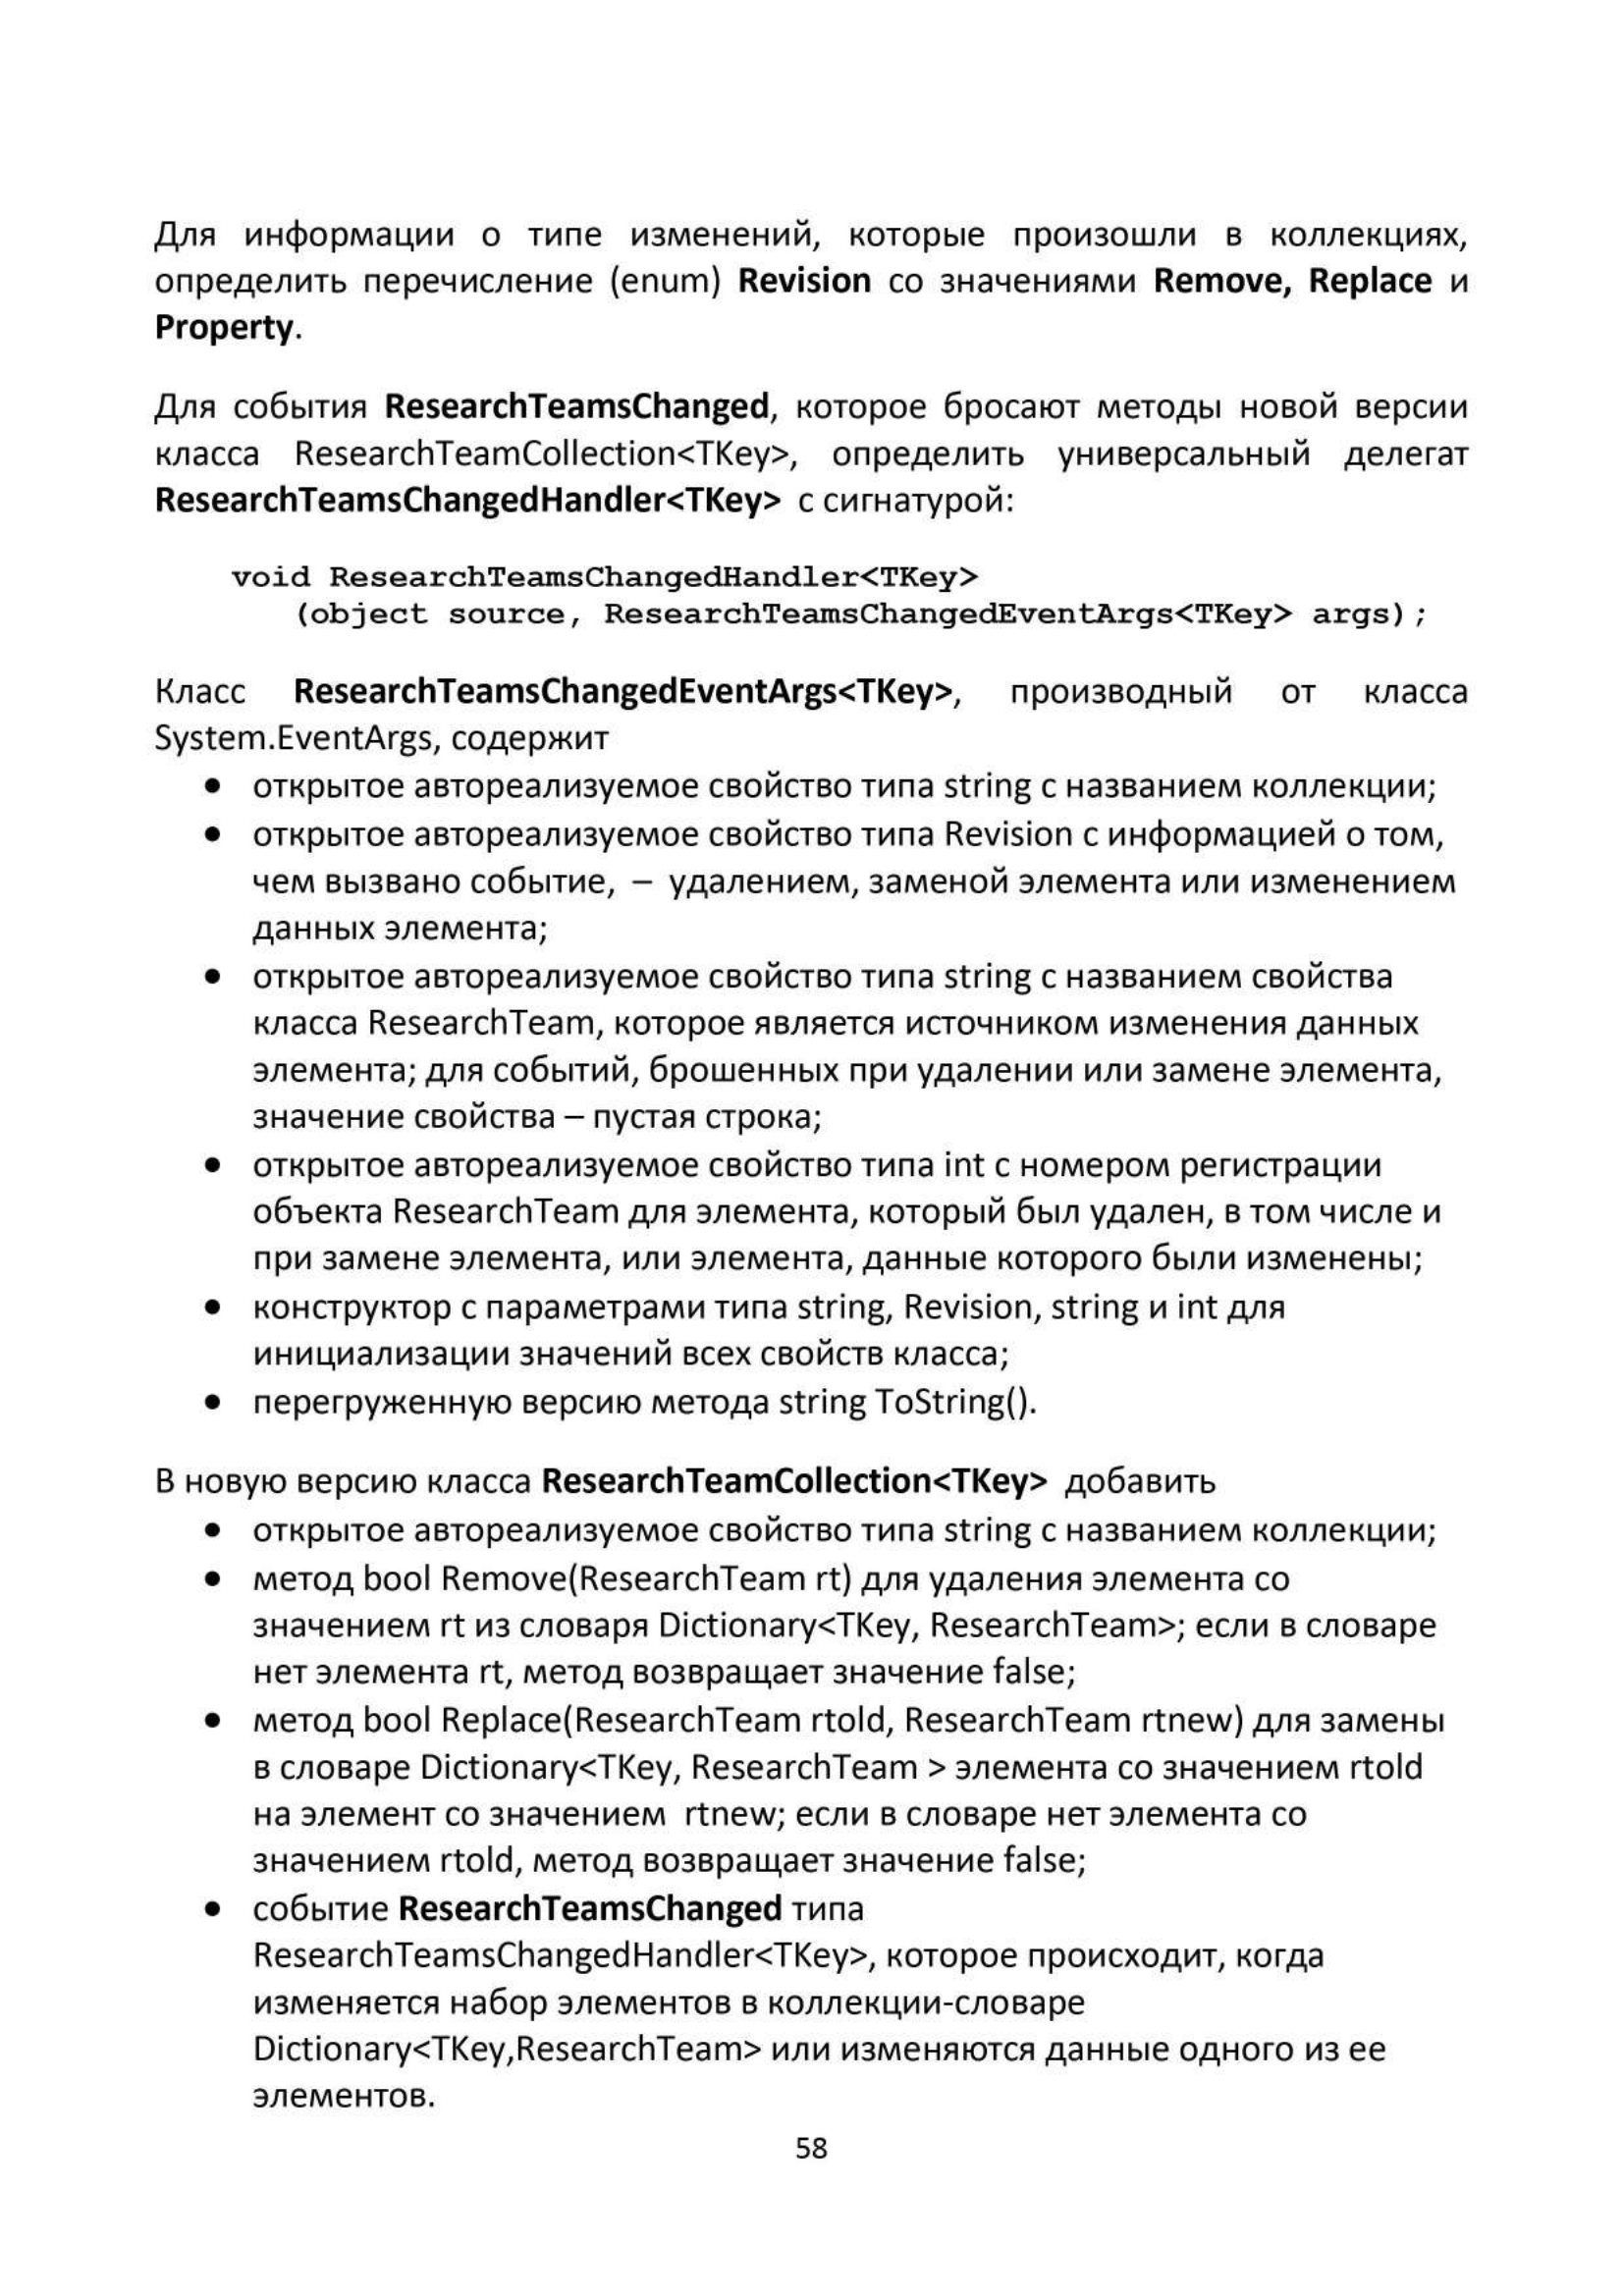 Для информации о типе изменений, которые произошли в коллекциях,
определить перечисление (enum) Revision со значениями Remove, Replace и
Property.
Для события ResearchTeamsChanged, которое бросают методы новой версии
класса ResearchTeamCollection<TKey>, определить универсальный делегат
ResearchTeamsChangedHandler<TKey> с сигнатурой:
void ResearchTeamsChangedHandler<TKey>
(object source, ResearchTeamsChangedEventArgs<TKey> args);
Класс ResearchTeamsChangedEventArgs<TKey>, производный от класса
System.EventArgs, содержит
• открытое автореализуемое свойство типа string с названием коллекции;
• открытое автореализуемое свойство типа Revision с информацией о том,
чем вызвано событие, – удалением, заменой элемента или изменением
данных элемента;
• открытое автореализуемое свойство типа string с названием свойства
класса ResearchTeam, которое является источником изменения данных
элемента; для событий, брошенных при удалении или замене элемента,
значение свойства – пустая строка;
• открытое автореализуемое свойство типа int с номером регистрации
объекта ResearchTeam для элемента, который был удален, в том числе и
при замене элемента, или элемента, данные которого были изменены;
• конструктор с параметрами типа string, Revision, string и int для
инициализации значений всех свойств класса;
• перегруженную версию метода string ToString().
В новую версию класса ResearchTeamCollection<TKey> добавить
• открытое автореализуемое свойство типа string с названием коллекции;
• метод bool Remove(ResearchTeam rt) для удаления элемента со
значением rt из словаря Dictionary<TKey, ResearchTeam>; если в словаре
нет элемента rt, метод возвращает значение false;
• метод bool Replace(ResearchTeam rtold, ResearchTeam rtnew) для замены
в словаре Dictionary<TKey, ResearchTeam > элемента со значением rtold
на элемент со значением rtnew; если в словаре нет элемента со
значением rtold, метод возвращает значение false;
• событие ResearchTeamsChanged типа
ResearchTeamsChangedHandler<TKey>, которое происходит, когда
изменяется набор элементов в коллекции-словаре
Dictionary<TKey,ResearchTeam> или изменяются данные одного из ее
элементов.
58